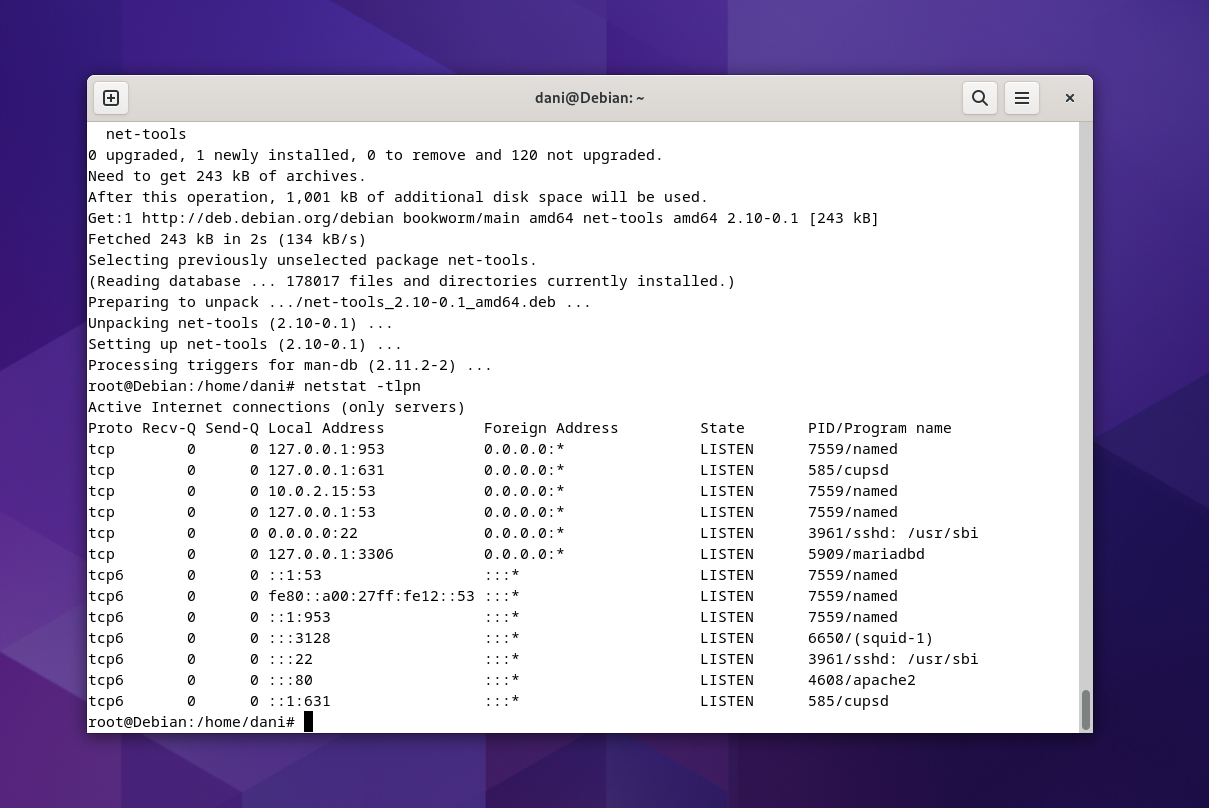 dani@Debian: ~
net-tools
0 upgraded, 1 newly installed, 0 to remove and 120 not upgraded.
Need to get 243 kB of archives.
After this operation, 1,001 kB of additional disk space will be used.
Get:1 http://deb.debian.org/debian bookworm/main amd64 net-tools amd64 2.10-0.1 [243 kB]
Fetched 243 kB in 2s (134 kB/s)
Selecting previously unselected package net-tools.
(Reading database ... 178017 files and directories currently installed.)
Preparing to unpack .../net-tools_2.10-0.1_amd64.deb ...
Unpacking net-tools (2.10-0.1) ...
Setting up net-tools (2.10-0.1) ...
Processing triggers for man-db (2.11.2-2) ...
root@Debian:/home/dani# netstat -tlpn
Active Internet connections (only servers)
Proto Recv-Q Send-Q Local Address           Foreign Address         State       PID/Program name
tcp        0      0 127.0.0.1:953           0.0.0.0:*               LISTEN      7559/named
tcp        0      0 127.0.0.1:631           0.0.0.0:*               LISTEN      585/cupsd
tcp        0      0 10.0.2.15:53            0.0.0.0:*               LISTEN      7559/named
tcp        0      0 127.0.0.1:53            0.0.0.0:*               LISTEN      7559/named
tcp        0      0 0.0.0.0:22              0.0.0.0:*               LISTEN      3961/sshd: /usr/sbi
tcp        0      0 127.0.0.1:3306          0.0.0.0:*               LISTEN      5909/mariadbd
tcp6       0      0 ::1:53                  :::*                    LISTEN      7559/named
tcp6       0      0 fe80::a00:27ff:fe12::53 :::*                    LISTEN      7559/named
tcp6       0      0 ::1:953                 :::*                    LISTEN      7559/named
tcp6       0      0 :::3128                 :::*                    LISTEN      6650/(squid-1)
tcp6       0      0 :::22                   :::*                    LISTEN      3961/sshd: /usr/sbi
tcp6       0      0 :::80                   :::*                    LISTEN      4608/apache2
tcp6       0      0 ::1:631                 :::*                    LISTEN      585/cupsd
root@Debian:/home/dani#